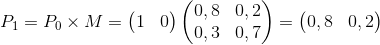 P₁ = P₀ × M = (1 0) (0,8 0,2
0,3 0,7) = (0,8 0,2)